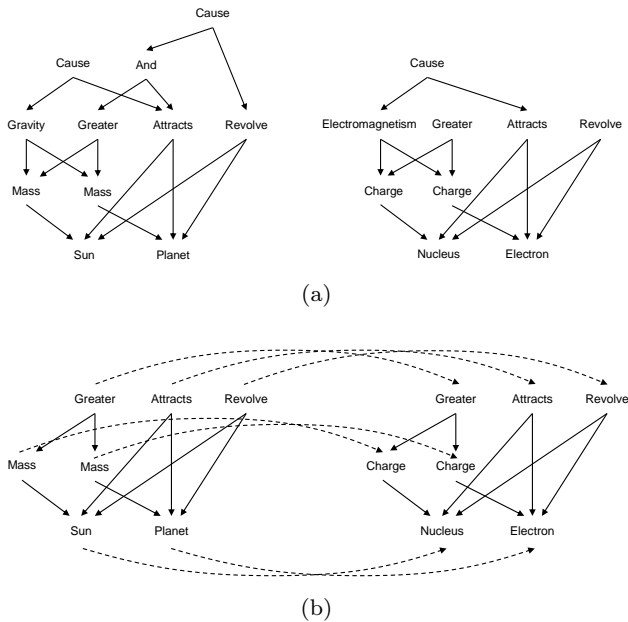 Cause
Cause And Cause
Gravity Greater Attracts Revolve Electromagnetism Greater Attracts Revolve
Mass Mass Charge Charge
Sun Planet Nucleus Electron
(a)
Greater Attracts Revolve Greater Attracts Revolve
Mass Mass Charge Charge
Sun Planet Nucleus Electron
(b)